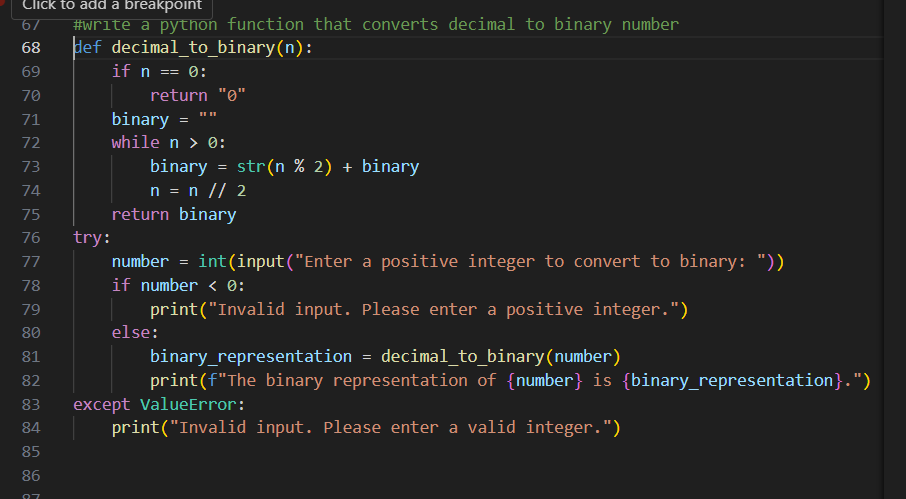 Click to add a breakpoint
67 #write a python function that converts decimal to binary number
68 def decimal_to_binary(n):
69     if n == 0:
70         return "0"
71     binary = ""
72     while n > 0:
73         binary = str(n % 2) + binary
74         n = n // 2
75     return binary
76 try:
77     number = int(input("Enter a positive integer to convert to binary: "))
78     if number < 0:
79         print("Invalid input. Please enter a positive integer.")
80     else:
81         binary_representation = decimal_to_binary(number)
82         print(f"The binary representation of {number} is {binary_representation}.")
83 except ValueError:
84     print("Invalid input. Please enter a valid integer.")
85
86
87